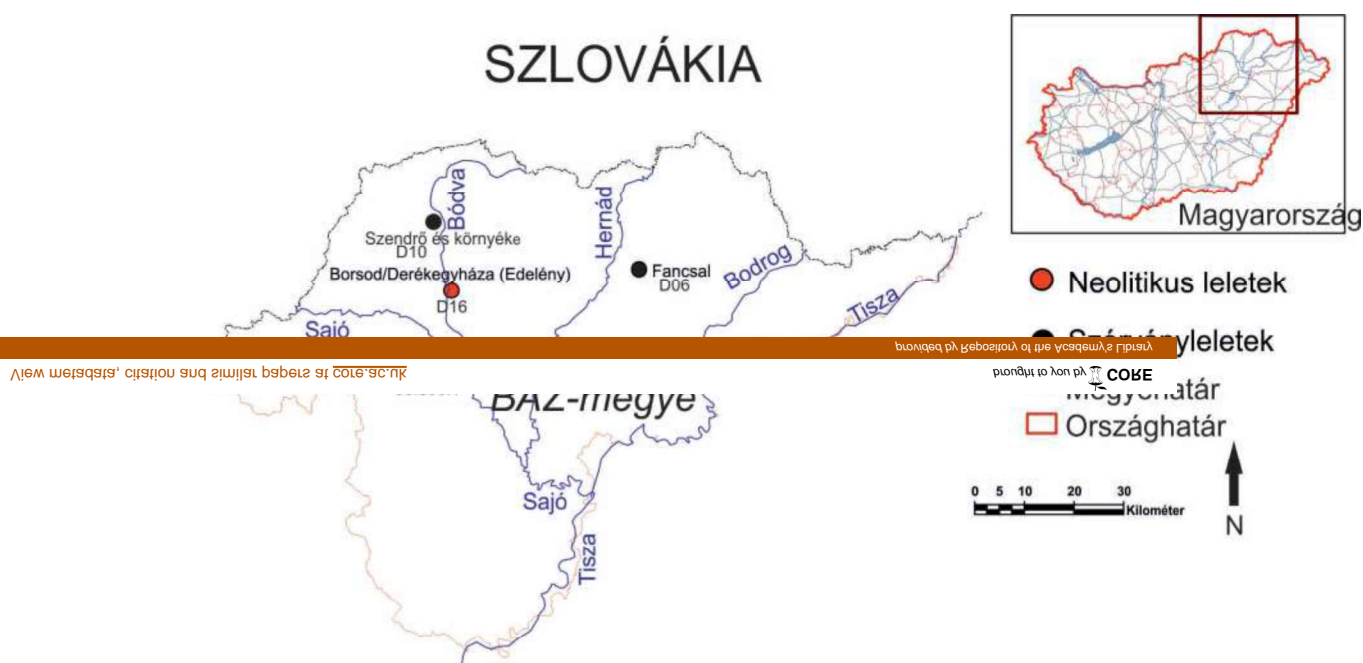 SZLOVÁKIA
Magyarország
Bódva
Hernád
Szendrő és környéke
D10
Borsod/Derékegyháza (Edelény)
D16
Fancsal
D06
Bodrog
Tisza
Sajó
Neolitikus leletek
Szórványleletek
provided by Repository of the Academy's Library
View metadata, citation and similar papers at core.ac.uk
brought to you by CORE
BAZ-megye
Megyehatár
Országhatár
Sajó
Tisza
0 5 10 20 30
Kilométer
N